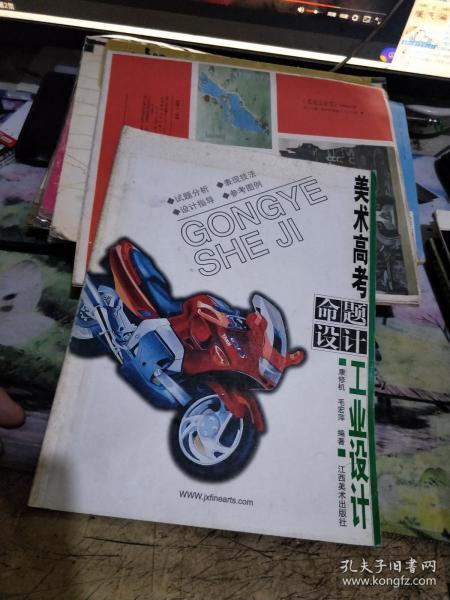 ◆试题分析 ◆表现技法
◆设计指导 ◆参考图例
GONGYE
SHE JI
美术高考
命题
设计
工业设计
康修机 毛宏萍 编著
江西美术出版社
www.jxfinearts.com
孔夫子旧书网
www.kongfz.com